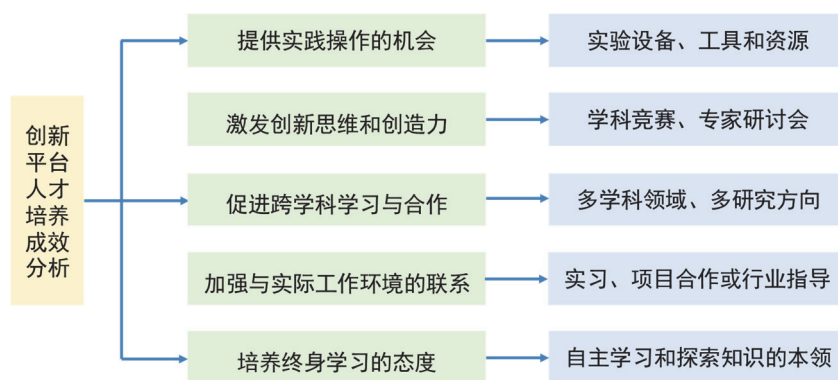 创新
平台
人才
培养
成效
分析
提供实践操作的机会
实验设备、工具和资源
激发创新思维和创造力
学科竞赛、专家研讨会
促进跨学科学习与合作
多学科领域、多研究方向
加强与实际工作环境的联系
实习、项目合作或行业指导
培养终身学习的态度
自主学习和探索知识的本领